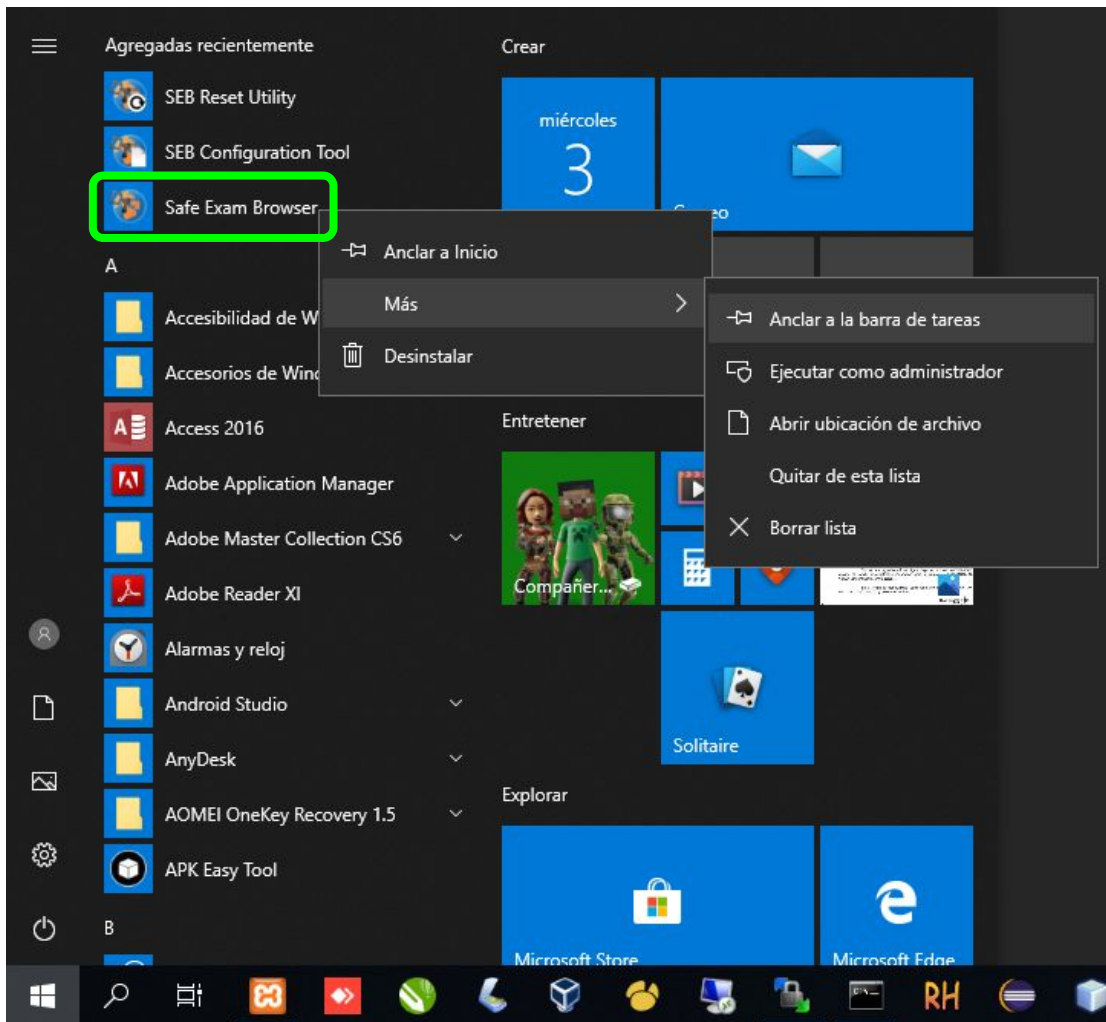 Agregadas recientemente
SEB Reset Utility
SEB Configuration Tool
Safe Exam Browser
A
Accesibilidad de W
Accesorios de Wind
Access 2016
Adobe Application Manager
Adobe Master Collection CS6
Adobe Reader XI
Alarmas y reloj
Android Studio
AnyDesk
AOMEI OneKey Recovery 1.5
APK Easy Tool
B
Anclar a Inicio
Más
Desinstalar
Anclar a la barra de tareas
Ejecutar como administrador
Abrir ubicación de archivo
Quitar de esta lista
Borrar lista
Crear
miércoles
3
Entretener
Compañer...
Solitaire
Explorar
Microsoft Store
Microsoft Edge
RH